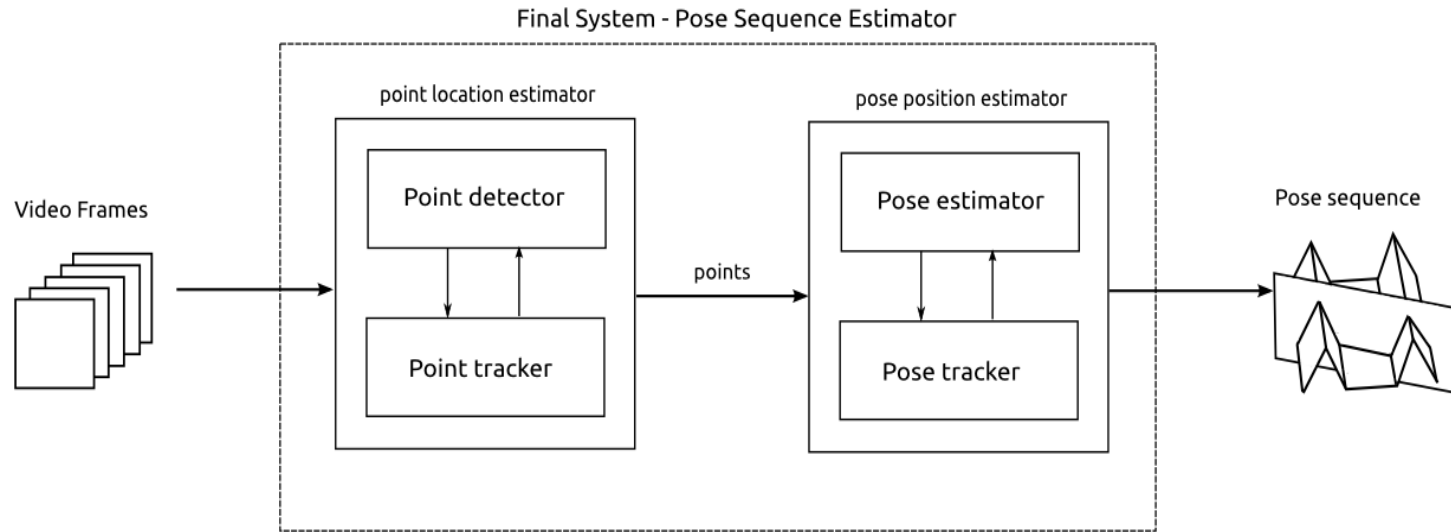 Final System - Pose Sequence Estimator
point location estimator
pose position estimator
Point detector
Pose estimator
Video Frames
Pose sequence
points
Point tracker
Pose tracker